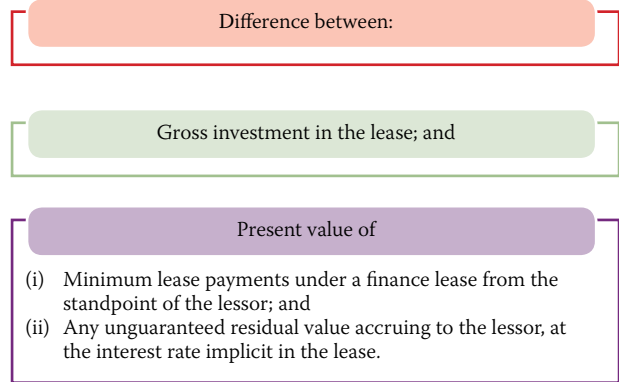 Difference between:
Gross investment in the lease; and
Present value of
(i) Minimum lease payments under a finance lease from the
standpoint of the lessor; and
(ii) Any unguaranteed residual value accruing to the lessor, at
the interest rate implicit in the lease.